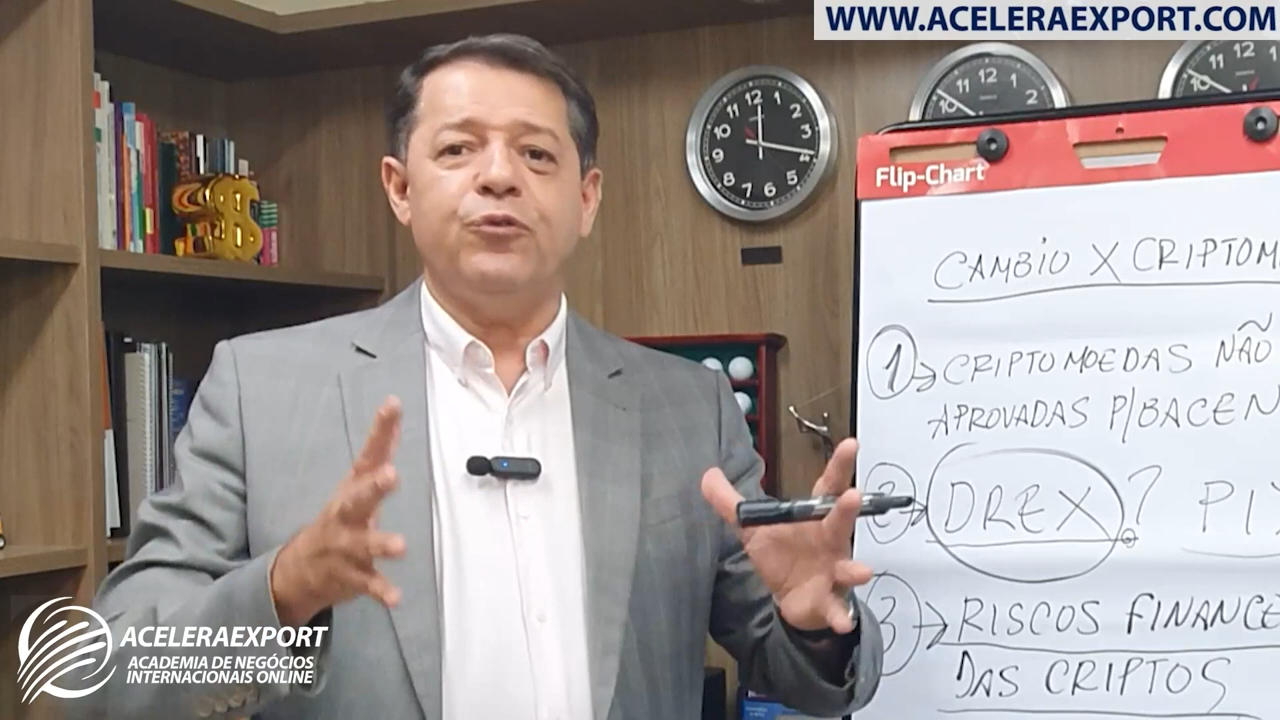 WWW.ACELERAEXPORT.COM
Flip-Chart
CAMBIO X CRIPTOM
1 → CRIPTOMOEDAS NÃO
APROVADAS P/BACEN
2 → DREX? PIX
3 → RISCOS FINANCE
DAS CRIPTOS
ACELERAEXPORT
ACADEMIA DE NEGÓCIOS
INTERNACIONAIS ONLINE